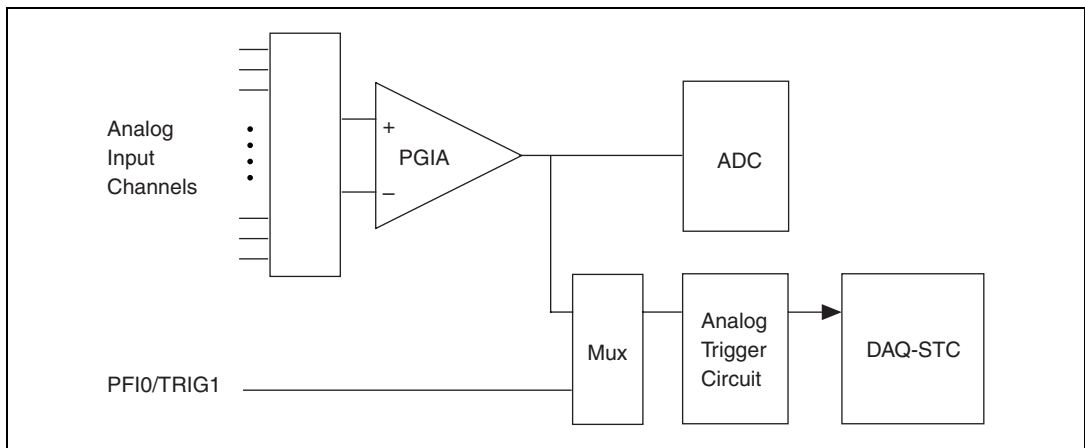 Analog
Input
Channels
+
PGIA
−
ADC
Mux
Analog
Trigger
Circuit
DAQ-STC
PFI0/TRIG1